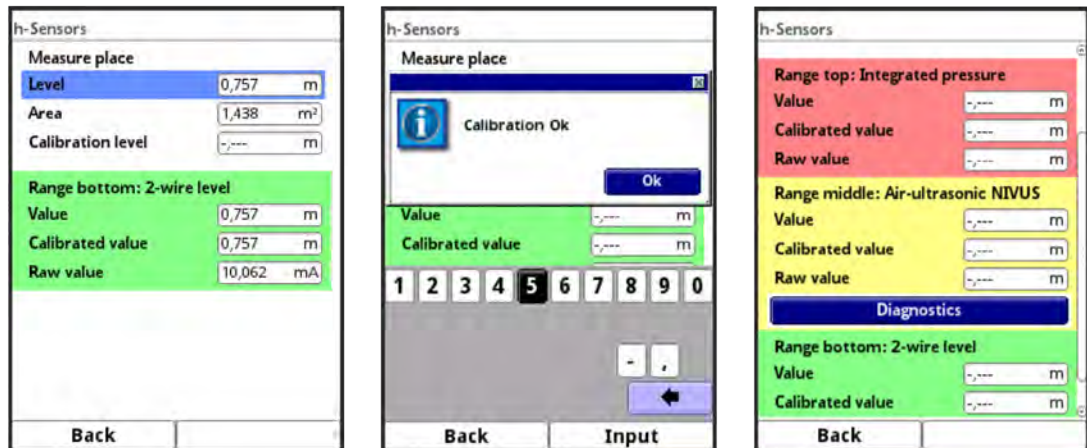 h-Sensors
Measure place
Level 0,757 m
Area 1,438 m²
Calibration level -,--- m
Range bottom: 2-wire level
Value 0,757 m
Calibrated value 0,757 m
Raw value 10,062 mA
Back
h-Sensors
Measure place
Calibration Ok
Ok
Value -,--- m
Calibrated value -,--- m
1 2 3 4 5 6 7 8 9 0
- ,
Back Input
h-Sensors
Range top: Integrated pressure
Value -,--- m
Calibrated value -,--- m
Raw value -,--- m
Range middle: Air-ultrasonic NIVUS
Value -,--- m
Calibrated value -,--- m
Raw value -,--- m
Diagnostics
Range bottom: 2-wire level
Value -,--- m
Calibrated value -,--- m
Back